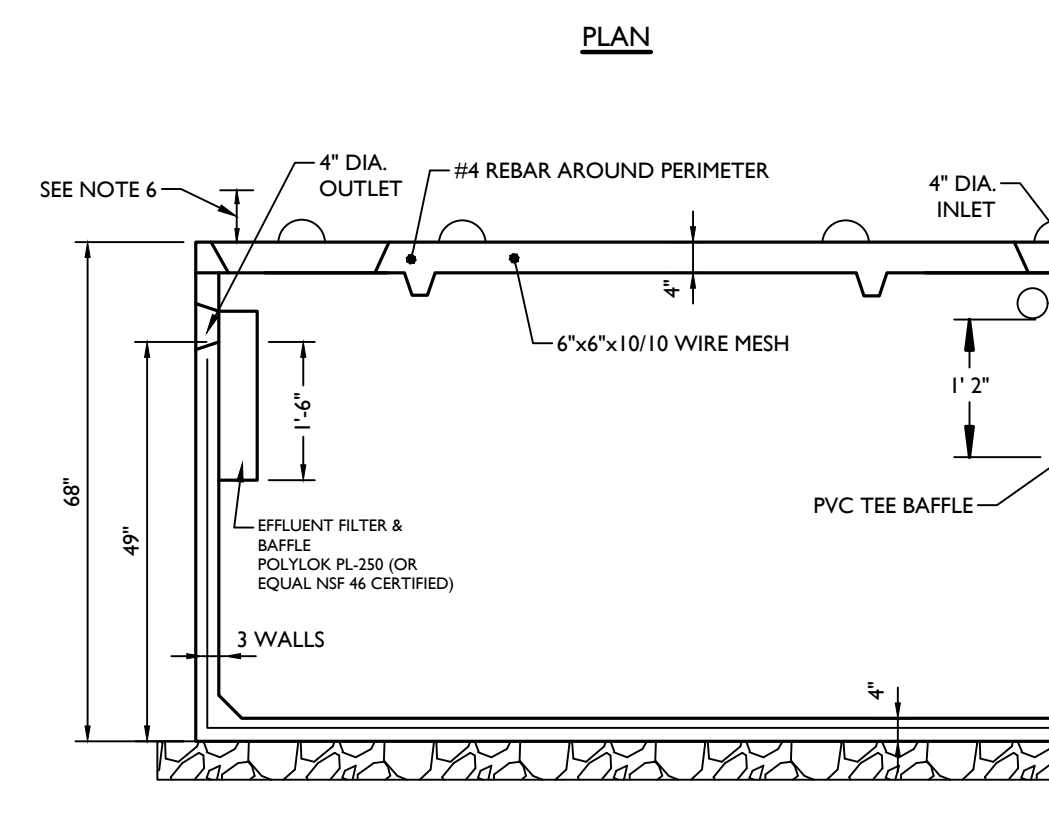 PLAN
SEE NOTE 6
4" DIA.
OUTLET
#4 REBAR AROUND PERIMETER
4" DIA.
INLET
4"
6"x6"x10/10 WIRE MESH
1'-6"
1' 2"
68"
49"
PVC TEE BAFFLE
EFFLUENT FILTER &
BAFFLE
POLYLOK PL-250 (OR
EQUAL NSF 46 CERTIFIED)
3 WALLS
4"